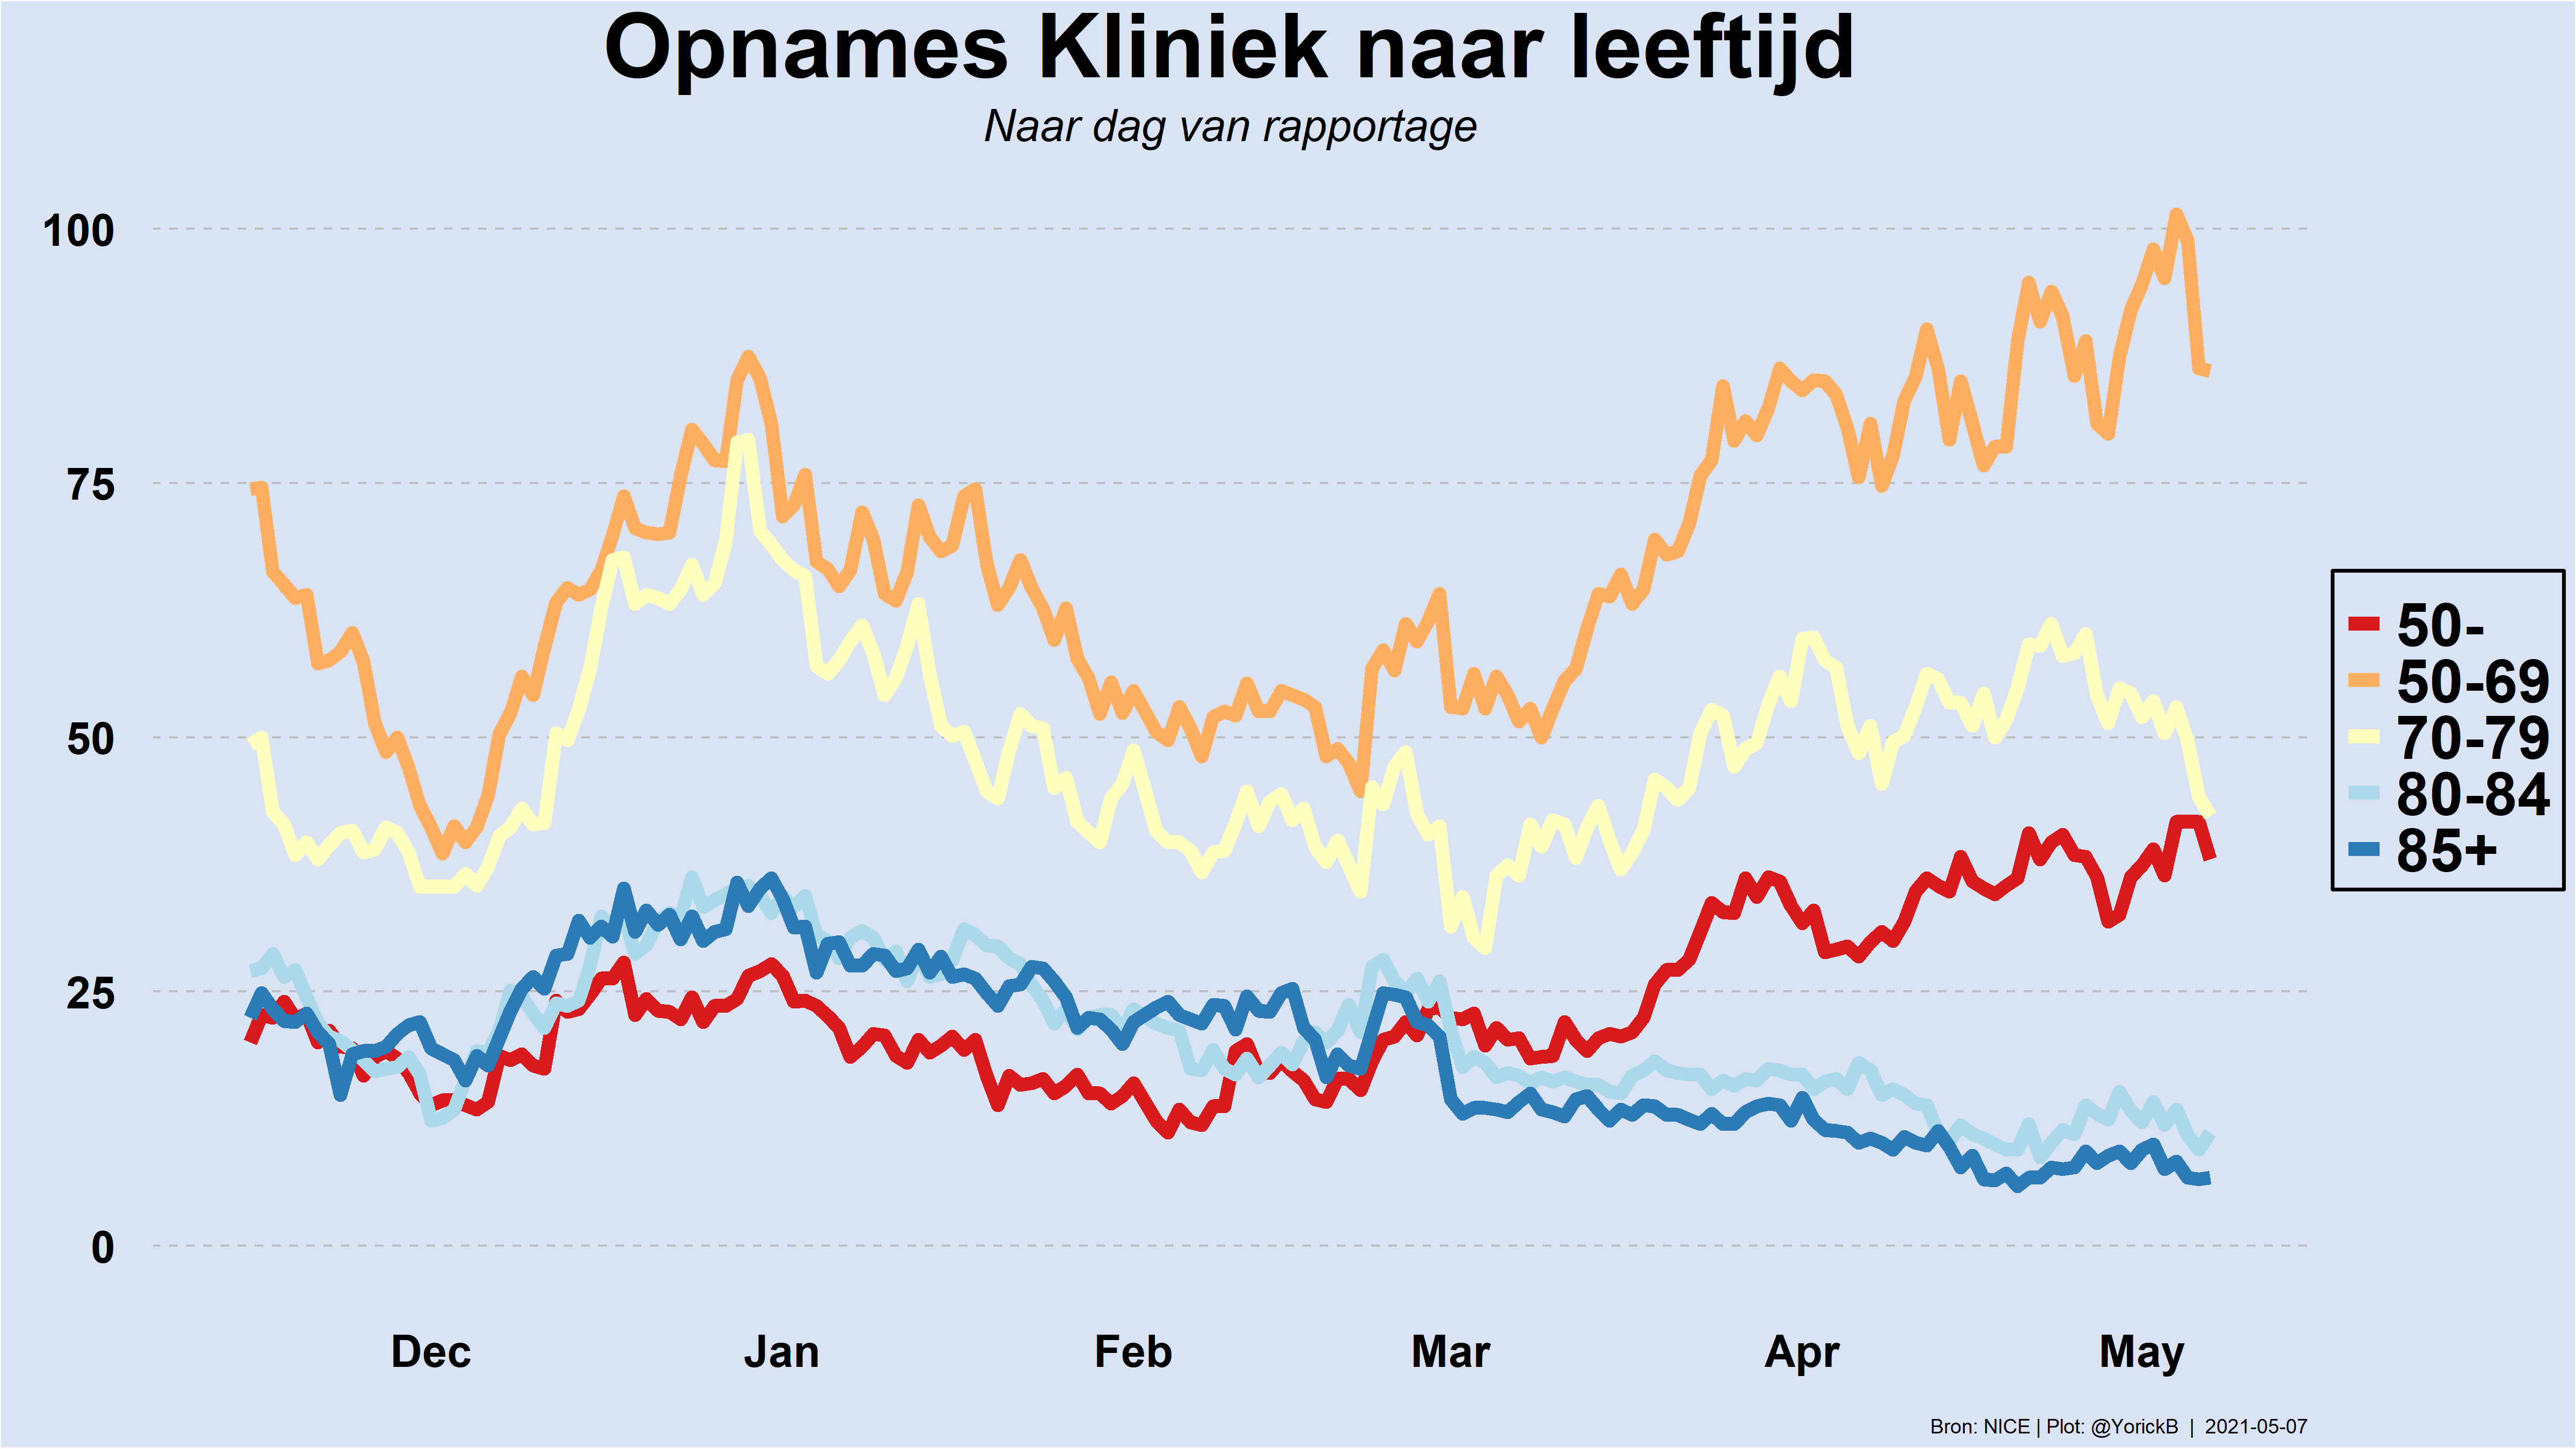 Opnames Kliniek naar leeftijd
Naar dag van rapportage
100
75
50
25
0
50-
50-69
70-79
80-84
85+
Dec Jan Feb Mar Apr May
Bron: NICE | Plot: @YorickB | 2021-05-07